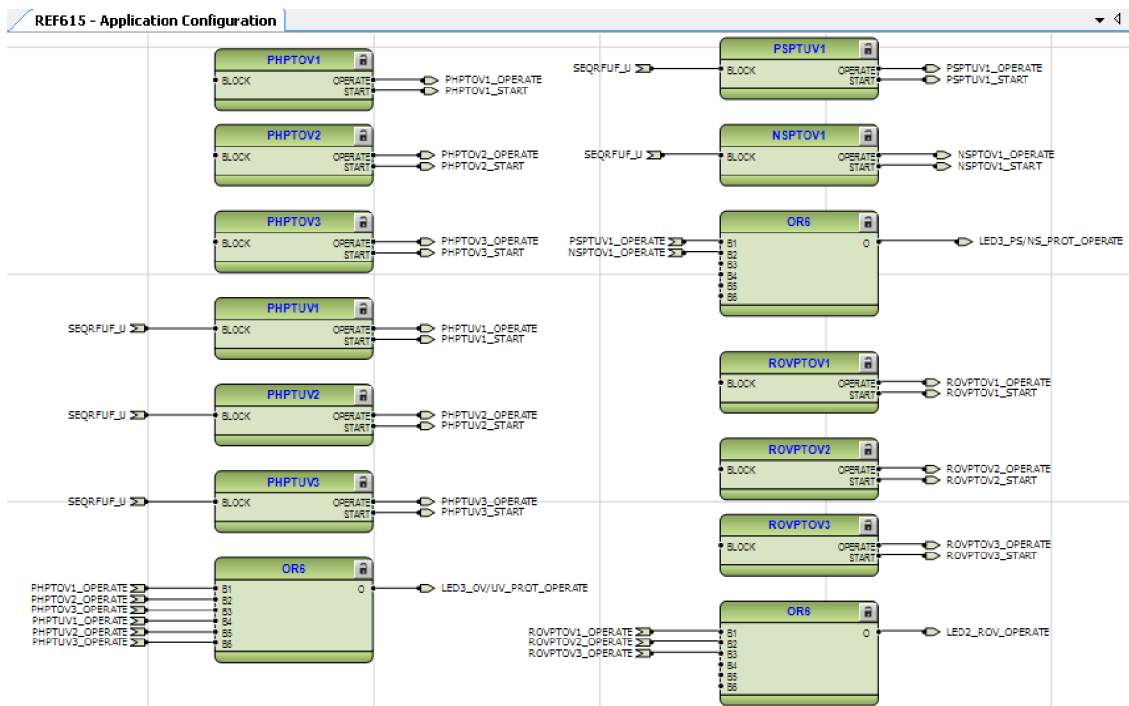 REF615 - Application Configuration
PHPTOV1
BLOCK
OPERATE
START
PHPTOV1_OPERATE
PHPTOV1_START
PHPTOV2
BLOCK
OPERATE
START
PHPTOV2_OPERATE
PHPTOV2_START
PHPTOV3
BLOCK
OPERATE
START
PHPTOV3_OPERATE
PHPTOV3_START
SEQRFUF_U
PHPTUV1
BLOCK
OPERATE
START
PHPTUV1_OPERATE
PHPTUV1_START
SEQRFUF_U
PHPTUV2
BLOCK
OPERATE
START
PHPTUV2_OPERATE
PHPTUV2_START
SEQRFUF_U
PHPTUV3
BLOCK
OPERATE
START
PHPTUV3_OPERATE
PHPTUV3_START
PHPTOV1_OPERATE
PHPTOV2_OPERATE
PHPTOV3_OPERATE
PHPTUV1_OPERATE
PHPTUV2_OPERATE
PHPTUV3_OPERATE
OR6
B1
B2
B3
B4
B5
B6
O
LED3_OV/UV_PROT_OPERATE
SEQRFUF_U
PSPTUV1
BLOCK
OPERATE
START
PSPTUV1_OPERATE
PSPTUV1_START
SEQRFUF_U
NSPTOV1
BLOCK
OPERATE
START
NSPTOV1_OPERATE
NSPTOV1_START
PSPTUV1_OPERATE
NSPTOV1_OPERATE
OR6
B1
B2
B3
B4
B5
B6
O
LED3_PS/NS_PROT_OPERATE
ROVPTOV1
BLOCK
OPERATE
START
ROVPTOV1_OPERATE
ROVPTOV1_START
ROVPTOV2
BLOCK
OPERATE
START
ROVPTOV2_OPERATE
ROVPTOV2_START
ROVPTOV3
BLOCK
OPERATE
START
ROVPTOV3_OPERATE
ROVPTOV3_START
ROVPTOV1_OPERATE
ROVPTOV2_OPERATE
ROVPTOV3_OPERATE
OR6
B1
B2
B3
B4
B5
B6
O
LED2_ROV_OPERATE